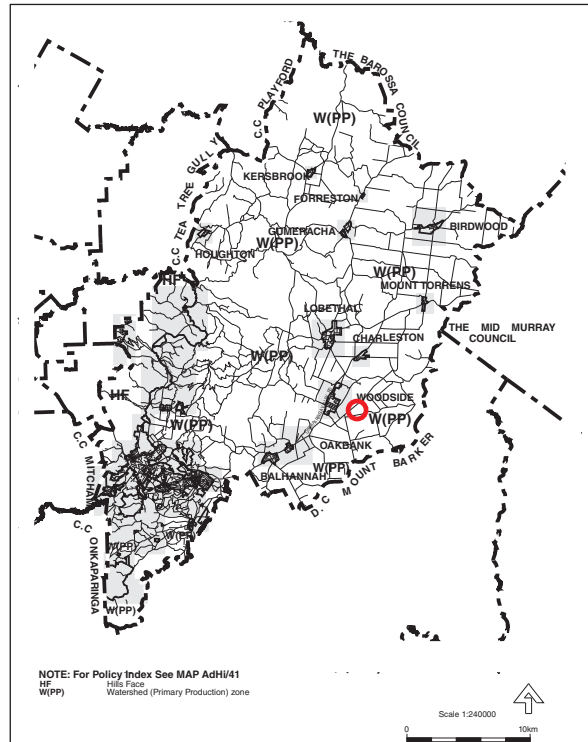 THE BAROSSA COUNCIL
C.C PLAYFORD
W(PP)
C.C TEA TREE GULLY
KERSBROOK
FORRESTON
GUMERACHA
BIRDWOOD
W(PP)
HOUGHTON
W(PP)
HF
MOUNT TORRENS
LOBETHAL
THE MID MURRAY
COUNCIL
CHARLESTON
W(PP)
HF
WOODSIDE
W(PP)
W(PP)
OAKBANK
C.C MITCHAM
W(PP)
BALHANNAH
D.C MOUNT BARKER
C.C ONKAPARINGA
W(PP)
W(PP)
W(PP)
NOTE: For Policy Index See MAP AdHi/41
HF Hills Face
W(PP) Watershed (Primary Production) zone
Scale 1:240000
0 10km